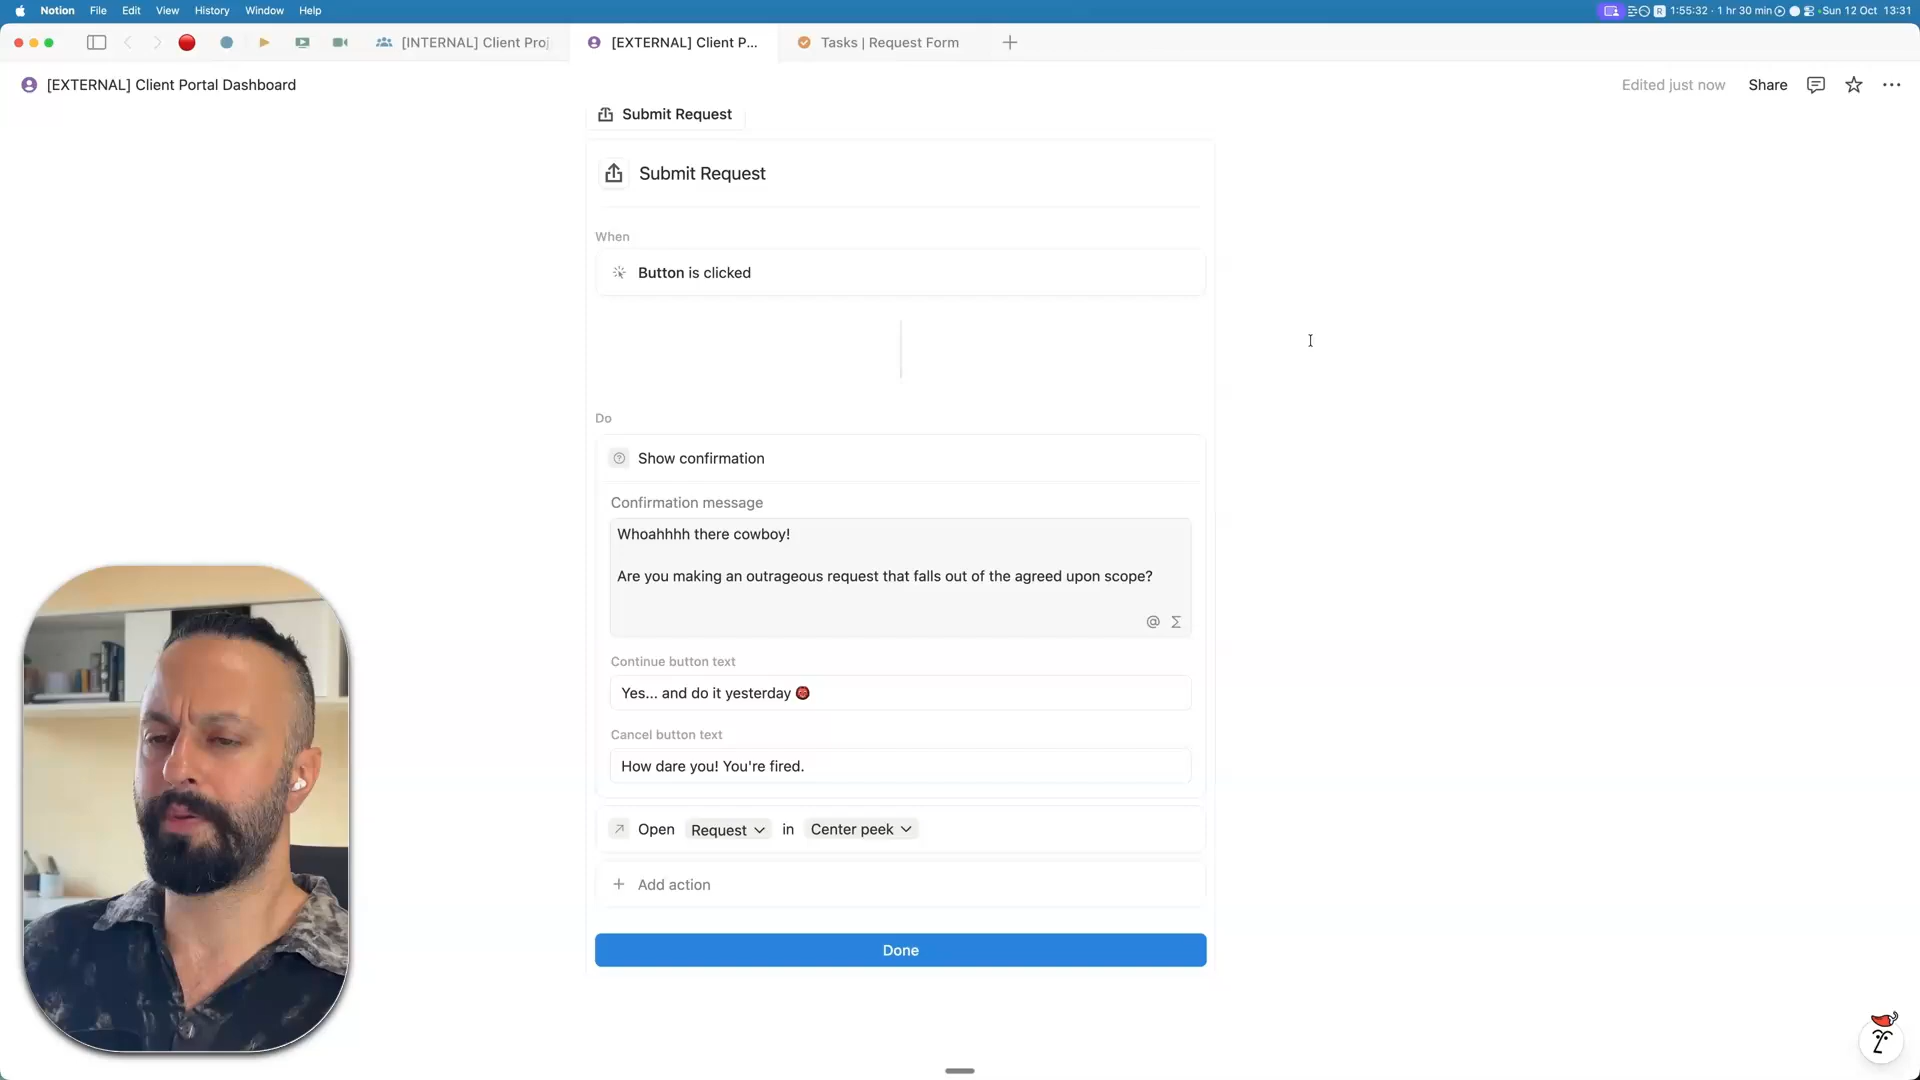 Notion File Edit View History Window Help
R 1:55:32 · 1 hr 30 min Sun 12 Oct 13:31
[INTERNAL] Client Proj
[EXTERNAL] Client P...
Tasks | Request Form
[EXTERNAL] Client Portal Dashboard
Edited just now Share
Submit Request
Submit Request
When
Button is clicked
Do
Show confirmation
Confirmation message
Whoahhhh there cowboy!
Are you making an outrageous request that falls out of the agreed upon scope?
Continue button text
Yes... and do it yesterday
Cancel button text
How dare you! You're fired.
Open Request in Center peek
Add action
Done